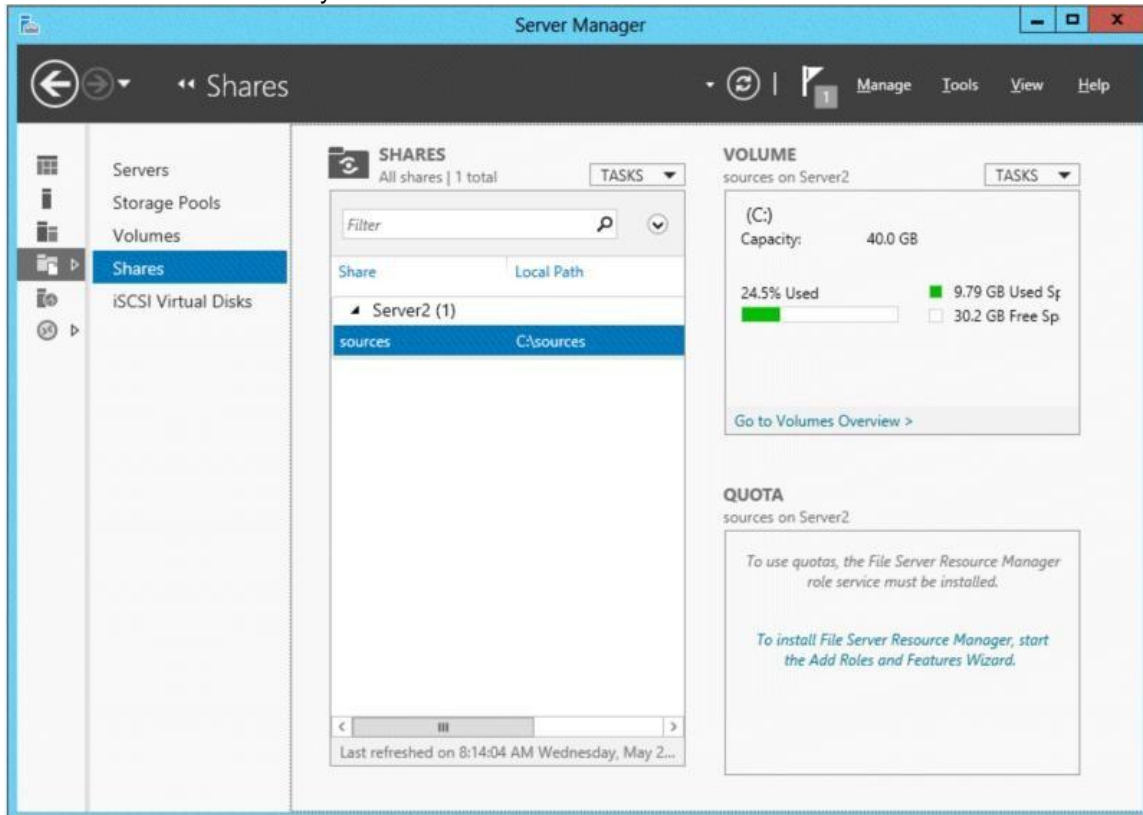 Server Manager
Shares
1
Manage
Tools
View
Help
Servers
Storage Pools
Volumes
Shares
iSCSI Virtual Disks
SHARES
All shares | 1 total
TASKS
Filter
Share Local Path
Server2 (1)
sources C:\sources
Last refreshed on 8:14:04 AM Wednesday, May 2...
VOLUME
sources on Server2
TASKS
(C:)
Capacity: 40.0 GB
24.5% Used
9.79 GB Used Sp
30.2 GB Free Sp
Go to Volumes Overview >
QUOTA
sources on Server2
To use quotas, the File Server Resource Manager
role service must be installed.
To install File Server Resource Manager, start
the Add Roles and Features Wizard.